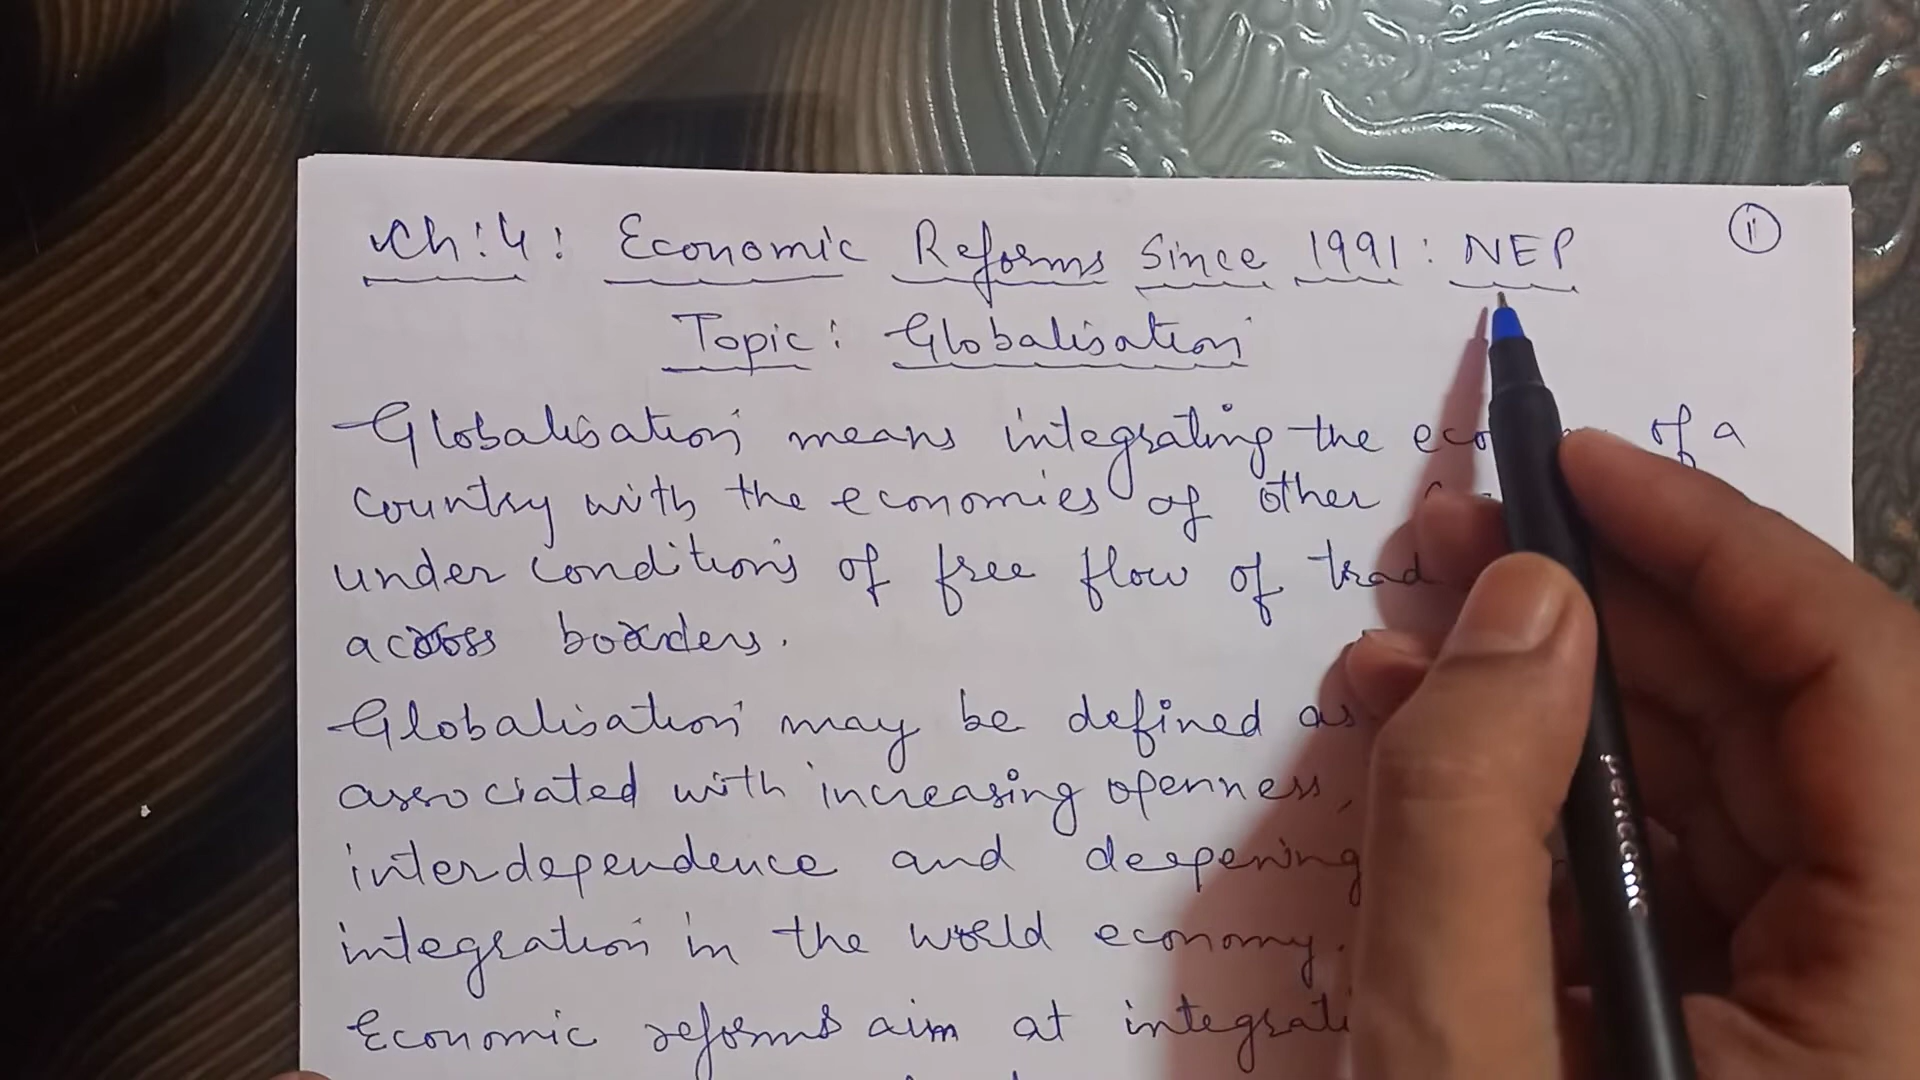 Ch:4: Economic Reforms Since 1991: NEP
11
Topic: Globalisation
Globalisation means integrating the of a
country with the economies of other
under conditions of free flow of trad
across borders.
Globalisation may be defined as
associated with increasing openness,
interdependence and deepening
integration in the world economy.
Economic reforms aim at integrati